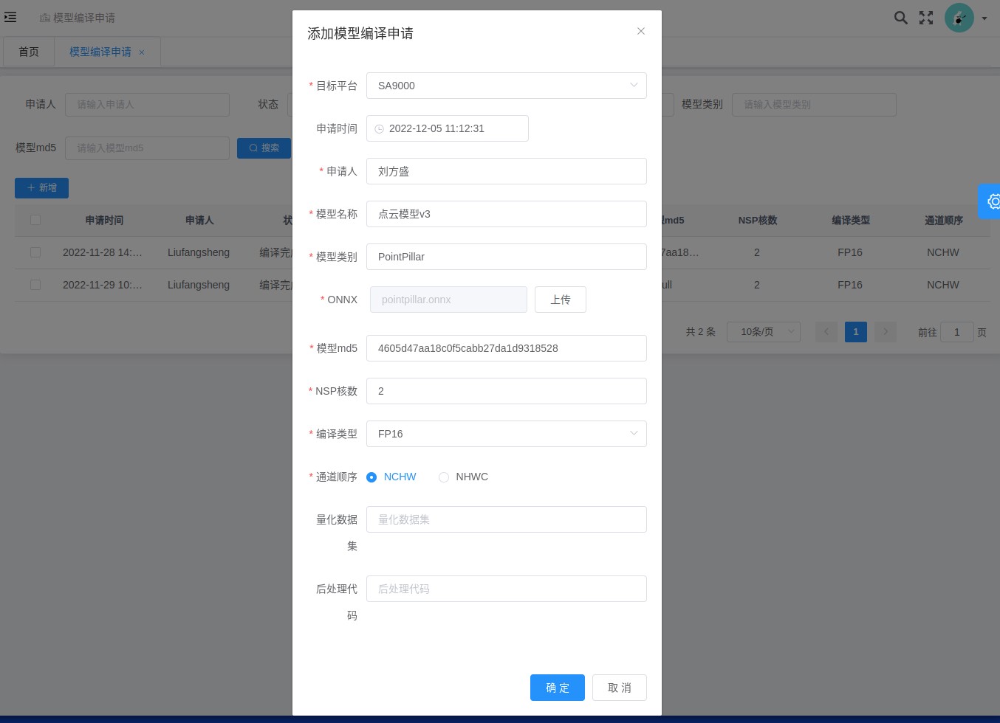 模型编译申请
首页
模型编译申请 ×
申请人 请输入申请人
状态
模型类别 请输入模型类别
模型md5 请输入模型md5
搜索
新增
申请时间 申请人
md5 NSP核数 编译类型 通道顺序
2022-11-28 14:… Liufangsheng 编译完
7aa18… 2 FP16 NCHW
2022-11-29 10:… Liufangsheng 编译完
ull 2 FP16 NCHW
共 2 条 10条/页 1 前往 1 页
添加模型编译申请
* 目标平台 SA9000
申请时间 2022-12-05 11:12:31
* 申请人 刘方盛
* 模型名称 点云模型v3
* 模型类别 PointPillar
* ONNX pointpillar.onnx 上传
* 模型md5 4605d47aa18c0f5cabb27da1d9318528
* NSP核数 2
* 编译类型 FP16
* 通道顺序 NCHW NHWC
量化数据 量化数据集
集
后处理代 后处理代码
码
确 定 取 消